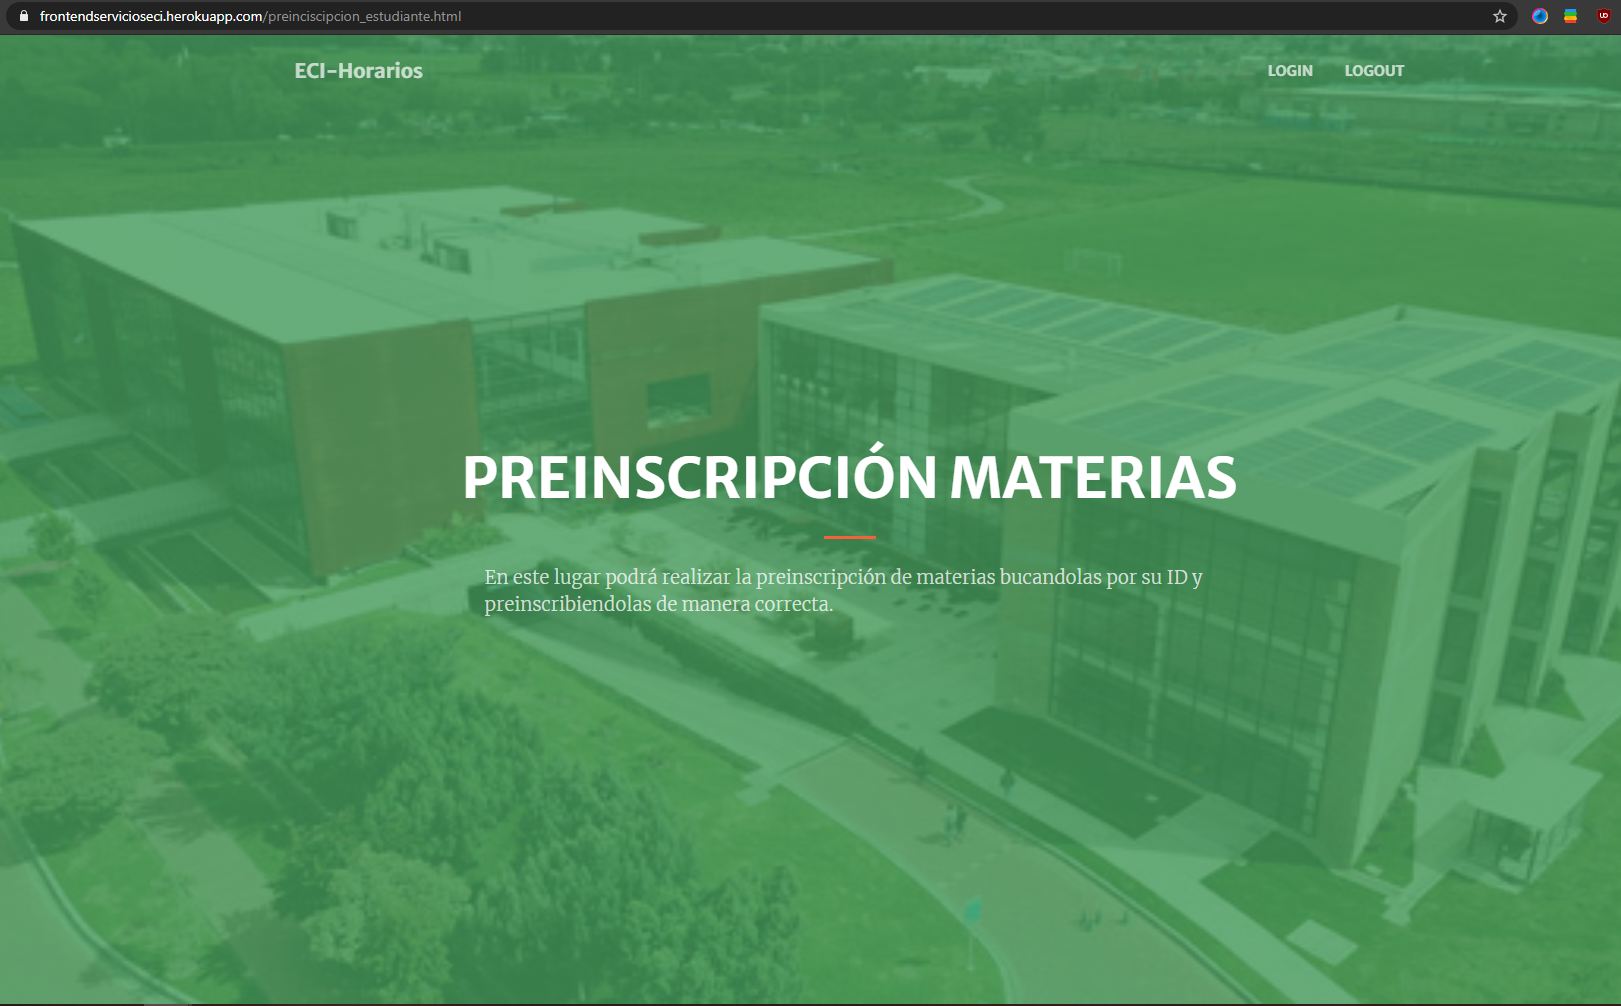 frontendservicioseci.herokuapp.com/preinciscipcion_estudiante.html
ECI-Horarios
LOGIN LOGOUT
PREINSCRIPCIÓN MATERIAS
En este lugar podrá realizar la preinscripción de materias bucandolas por su ID y
preinscribiendolas de manera correcta.